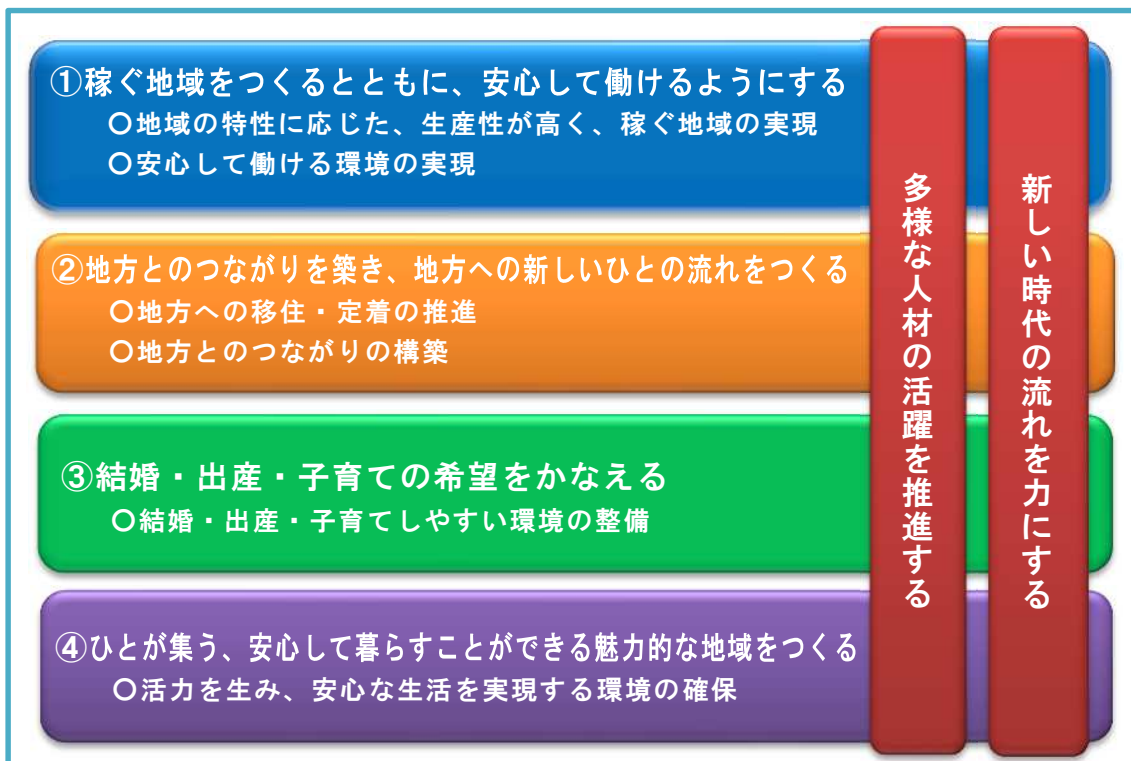 ①稼ぐ地域をつくるとともに、安心して働けるようにする
〇地域の特性に応じた、生産性が高く、稼ぐ地域の実現
〇安心して働ける環境の実現
②地方とのつながりを築き、地方への新しいひとの流れをつくる
〇地方への移住・定着の推進
〇地方とのつながりの構築
③結婚・出産・子育ての希望をかなえる
〇結婚・出産・子育てしやすい環境の整備
④ひとが集う、安心して暮らすことができる魅力的な地域をつくる
〇活力を生み、安心な生活を実現する環境の確保
多様な人材の活躍を推進する
新しい時代の流れを力にする